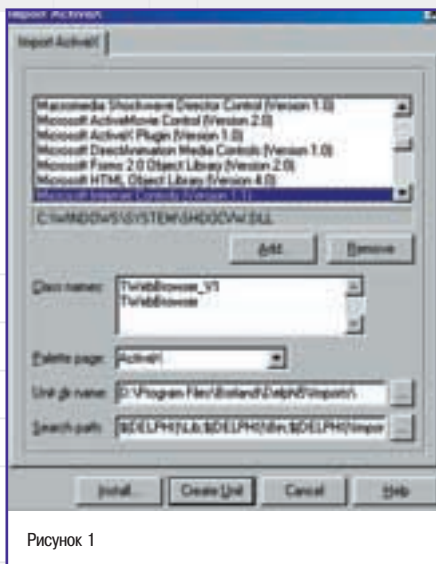 Import ActiveX
Import ActiveX
Macromedia Shockwave Director Control (Version 1.0)
Microsoft ActiveMovie Control (Version 2.0)
Microsoft ActiveX Plugin (Version 1.0)
Microsoft DirectAnimation Media Controls (Version 1.0)
Microsoft Forms 2.0 Object Library (Version 2.0)
Microsoft HTML Object Library (Version 4.0)
Microsoft Internet Controls (Version 1.1)
C:\WINDOWS\SYSTEM\SHDOCVW.DLL
Add...
Remove
Class names:
TWebBrowser_V1
TWebBrowser
Palette page:
ActiveX
Unit dir name:
D:\Program Files\Borland\Delphi5\Imports\
...
Search path:
$(DELPHI)\Lib;$(DELPHI)\Bin;$(DELPHI)\Impor
...
Install...
Create Unit
Cancel
Help
Рисунок 1